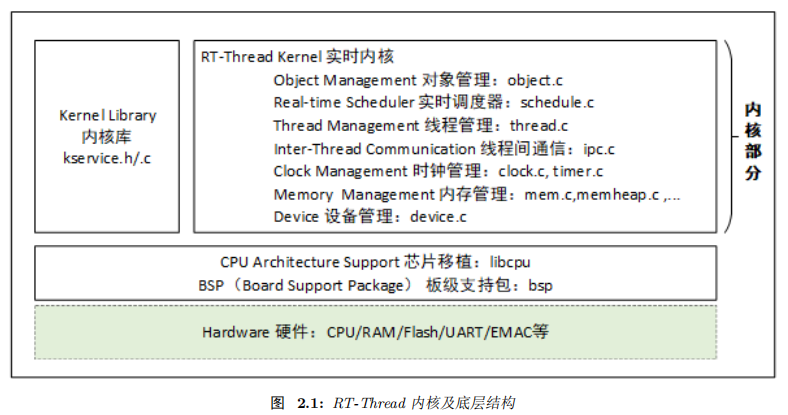 Kernel Library
内核库
kservice.h/.c
RT-Thread Kernel 实时内核
Object Management 对象管理：object.c
Real-time Scheduler 实时调度器：schedule.c
Thread Management 线程管理：thread.c
Inter-Thread Communication 线程间通信：ipc.c
Clock Management 时钟管理：clock.c, timer.c
Memory Management 内存管理：mem.c,memheap.c ,...
Device 设备管理：device.c
内核部分
CPU Architecture Support 芯片移植：libcpu
BSP（Board Support Package） 板级支持包：bsp
Hardware 硬件：CPU/RAM/Flash/UART/EMAC等
图 2.1: RT-Thread 内核及底层结构